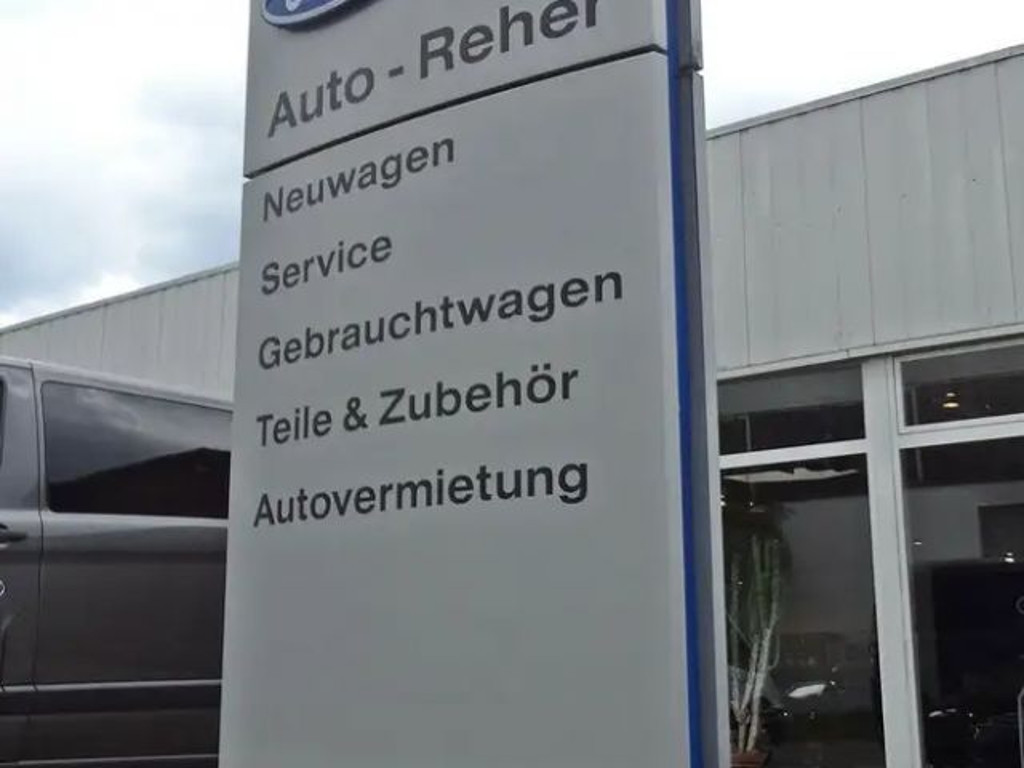 Auto - Reher
Neuwagen
Service
Gebrauchtwagen
Teile & Zubehör
Autovermietung